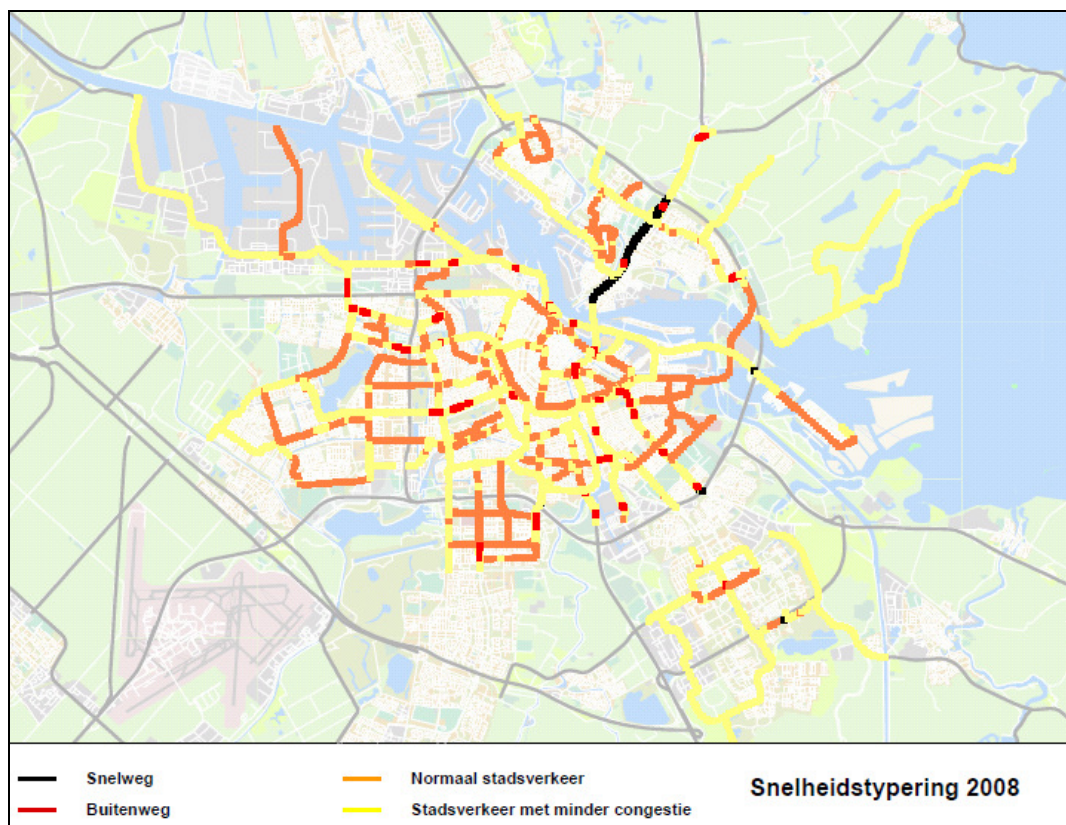 Snelweg
Buitenweg
Normaal stadsverkeer
Stadsverkeer met minder congestie
Snelheidstypering 2008